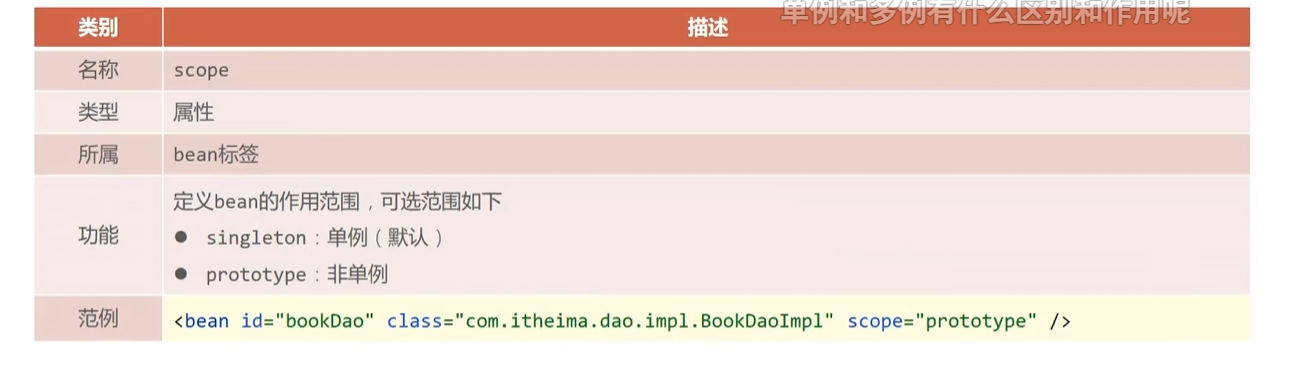 单例和多例有什么区别和作用呢
类别 描述
名称 scope
类型 属性
所属 bean标签
功能 定义bean的作用范围，可选范围如下
● singleton：单例（默认）
● prototype：非单例
范例 <bean id="bookDao" class="com.itheima.dao.impl.BookDaoImpl" scope="prototype" />